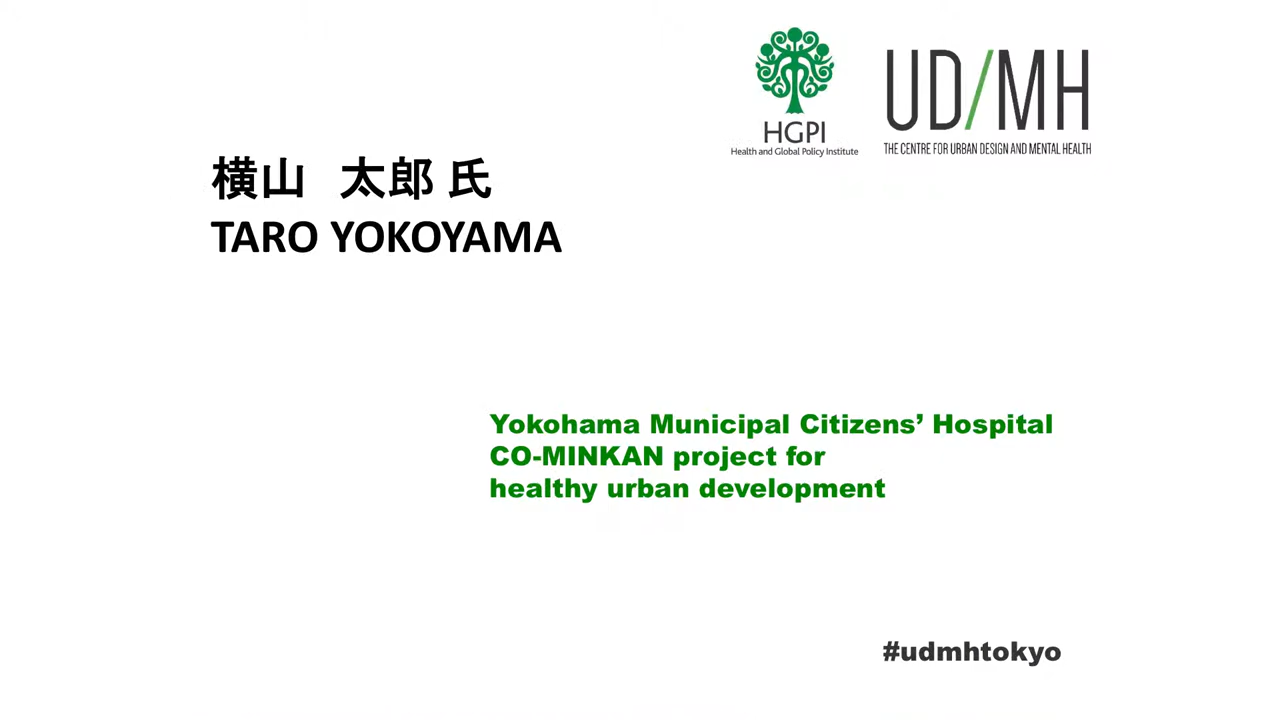 HGPI
Health and Global Policy Institute
UD/MH
THE CENTRE FOR URBAN DESIGN AND MENTAL HEALTH
横山　太郎 氏
TARO YOKOYAMA
Yokohama Municipal Citizens’ Hospital
CO-MINKAN project for
healthy urban development
#udmhtokyo